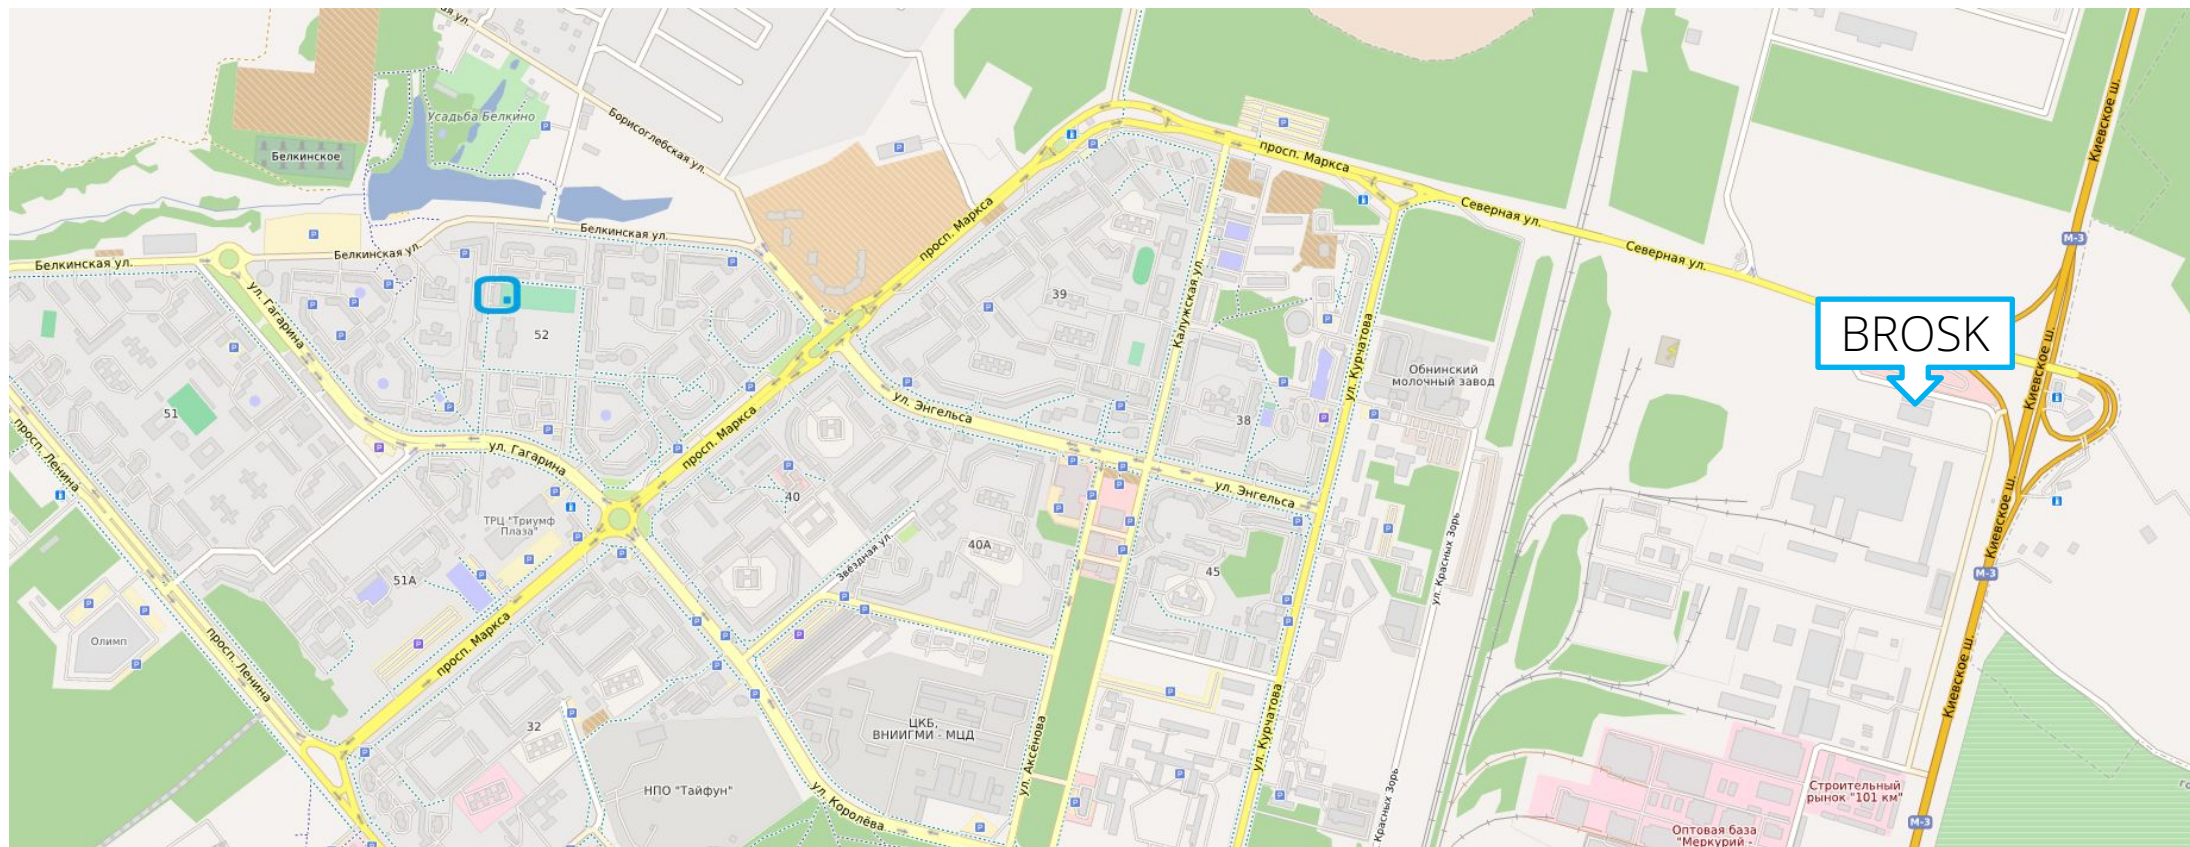 ая ул.
Усадьба Белкино
Белкинское
Борисоглебская ул.
Белкинская ул.
Белкинская ул.
Белкинская ул.
ул. Гагарина
просп. Маркса
просп. Маркса
Северная ул.
Северная ул.
Киевское ш.
М-3
39
52
51
Калужская ул.
ул. Курчатова
BROSK
Обнинский
молочный завод
Киевское ш.
ул. Энгельса
38
просп. Маркса
ул. Гагарина
просп. Ленина
ТРЦ "Триумф
Плаза"
40
ул. Энгельса
Звёздная ул.
40А
45
ул. Красных Зорь
Киевское ш.
М-3
51А
Олимп
просп. Ленина
просп. Маркса
32
ЦКБ,
ВНИИГМИ - МЦД
ул. Аксёнова
ул. Курчатова
Киевское ш.
НПО "Тайфун"
ул. Королёва
Красных Зорь
Строительный
рынок "101 км"
М-3
Оптовая база
"Меркурий -